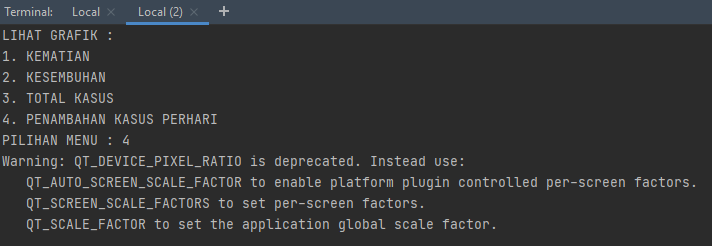 Terminal: Local × Local (2) × +
LIHAT GRAFIK :
1. KEMATIAN
2. KESEMBUHAN
3. TOTAL KASUS
4. PENAMBAHAN KASUS PERHARI
PILIHAN MENU : 4
Warning: QT_DEVICE_PIXEL_RATIO is deprecated. Instead use:
QT_AUTO_SCREEN_SCALE_FACTOR to enable platform plugin controlled per-screen factors.
QT_SCREEN_SCALE_FACTORS to set per-screen factors.
QT_SCALE_FACTOR to set the application global scale factor.